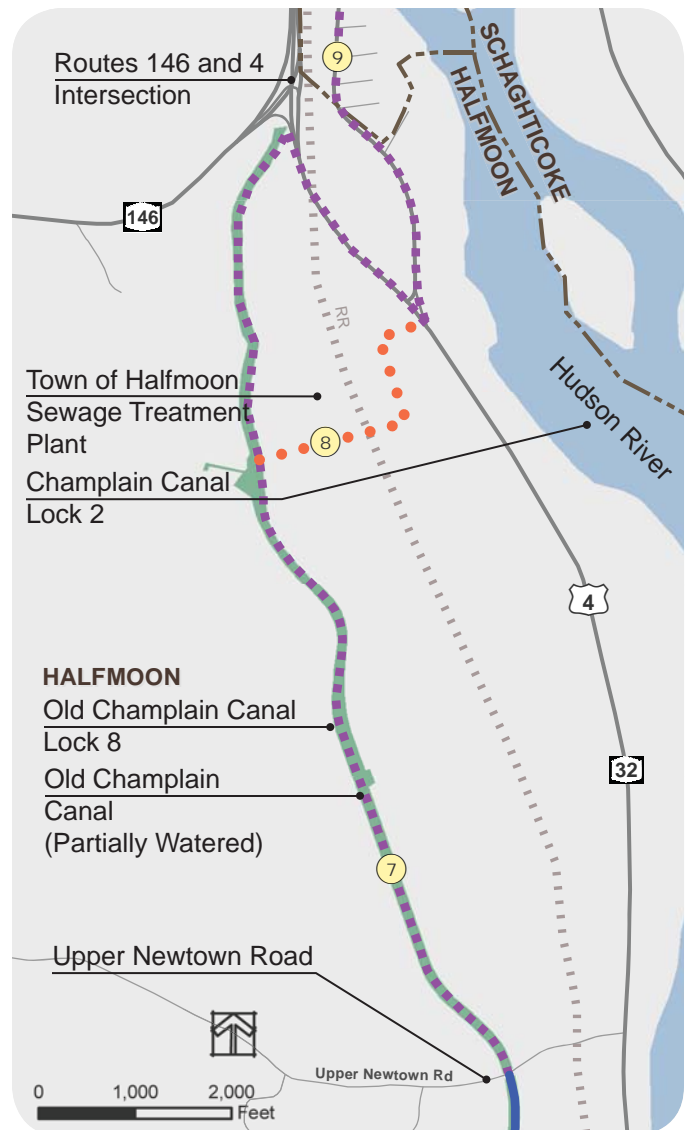 Routes 146 and 4
Intersection
9
SCHAGHTICOKE
HALFMOON
146
RR
Town of Halfmoon
Sewage Treatment
Plant
Hudson River
8
Champlain Canal
Lock 2
4
HALFMOON
Old Champlain Canal
Lock 8
32
Old Champlain
Canal
(Partially Watered)
7
Upper Newtown Road
Upper Newtown Rd
0 1,000 2,000
Feet